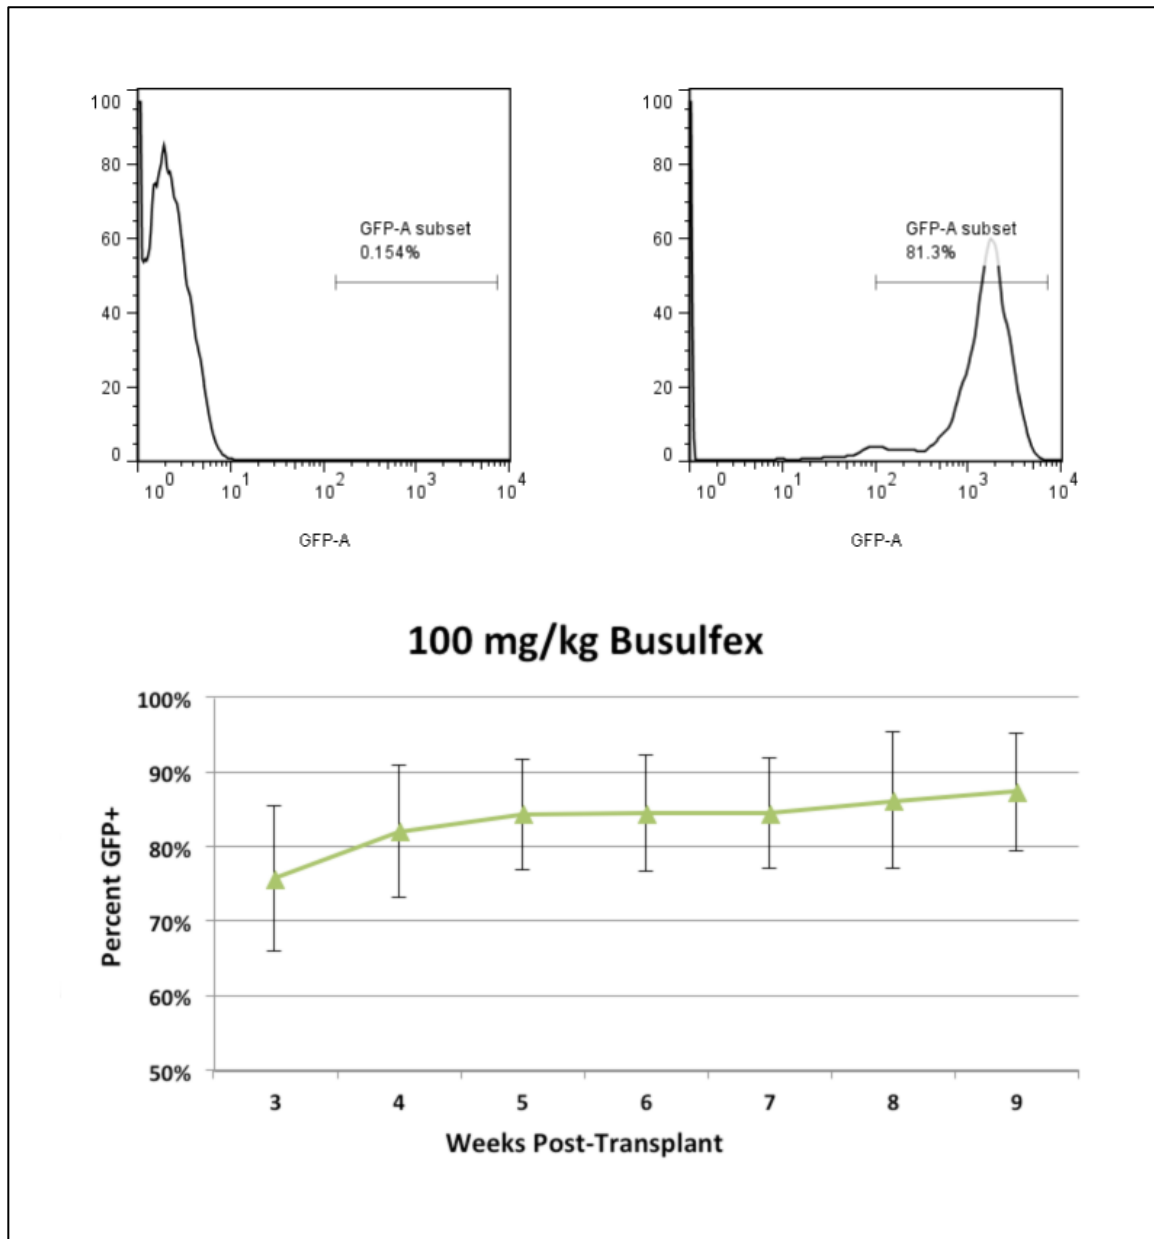 100
80
60
40
20
0
GFP-A subset
0.154%
10^0 10^1 10^2 10^3 10^4
GFP-A
100
80
60
40
20
0
GFP-A subset
81.3%
10^0 10^1 10^2 10^3 10^4
GFP-A
100 mg/kg Busulfex
Percent GFP+
100%
90%
80%
70%
60%
50%
3 4 5 6 7 8 9
Weeks Post-Transplant